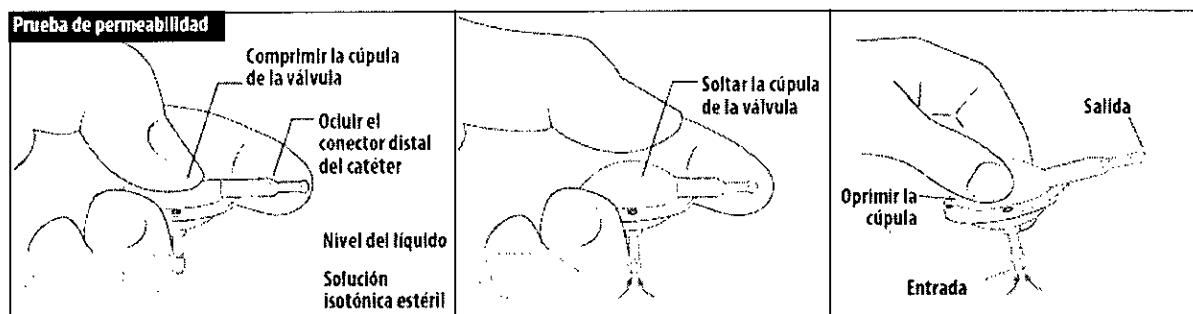 Prueba de permeabilidad
Comprimir la cúpula
de la válvula
Ocluir el
conector distal
del catéter
Nivel del líquido
Solución
isotónica estéril
Soltar la cúpula
de la válvula
Salida
Oprimir la
cúpula
Entrada